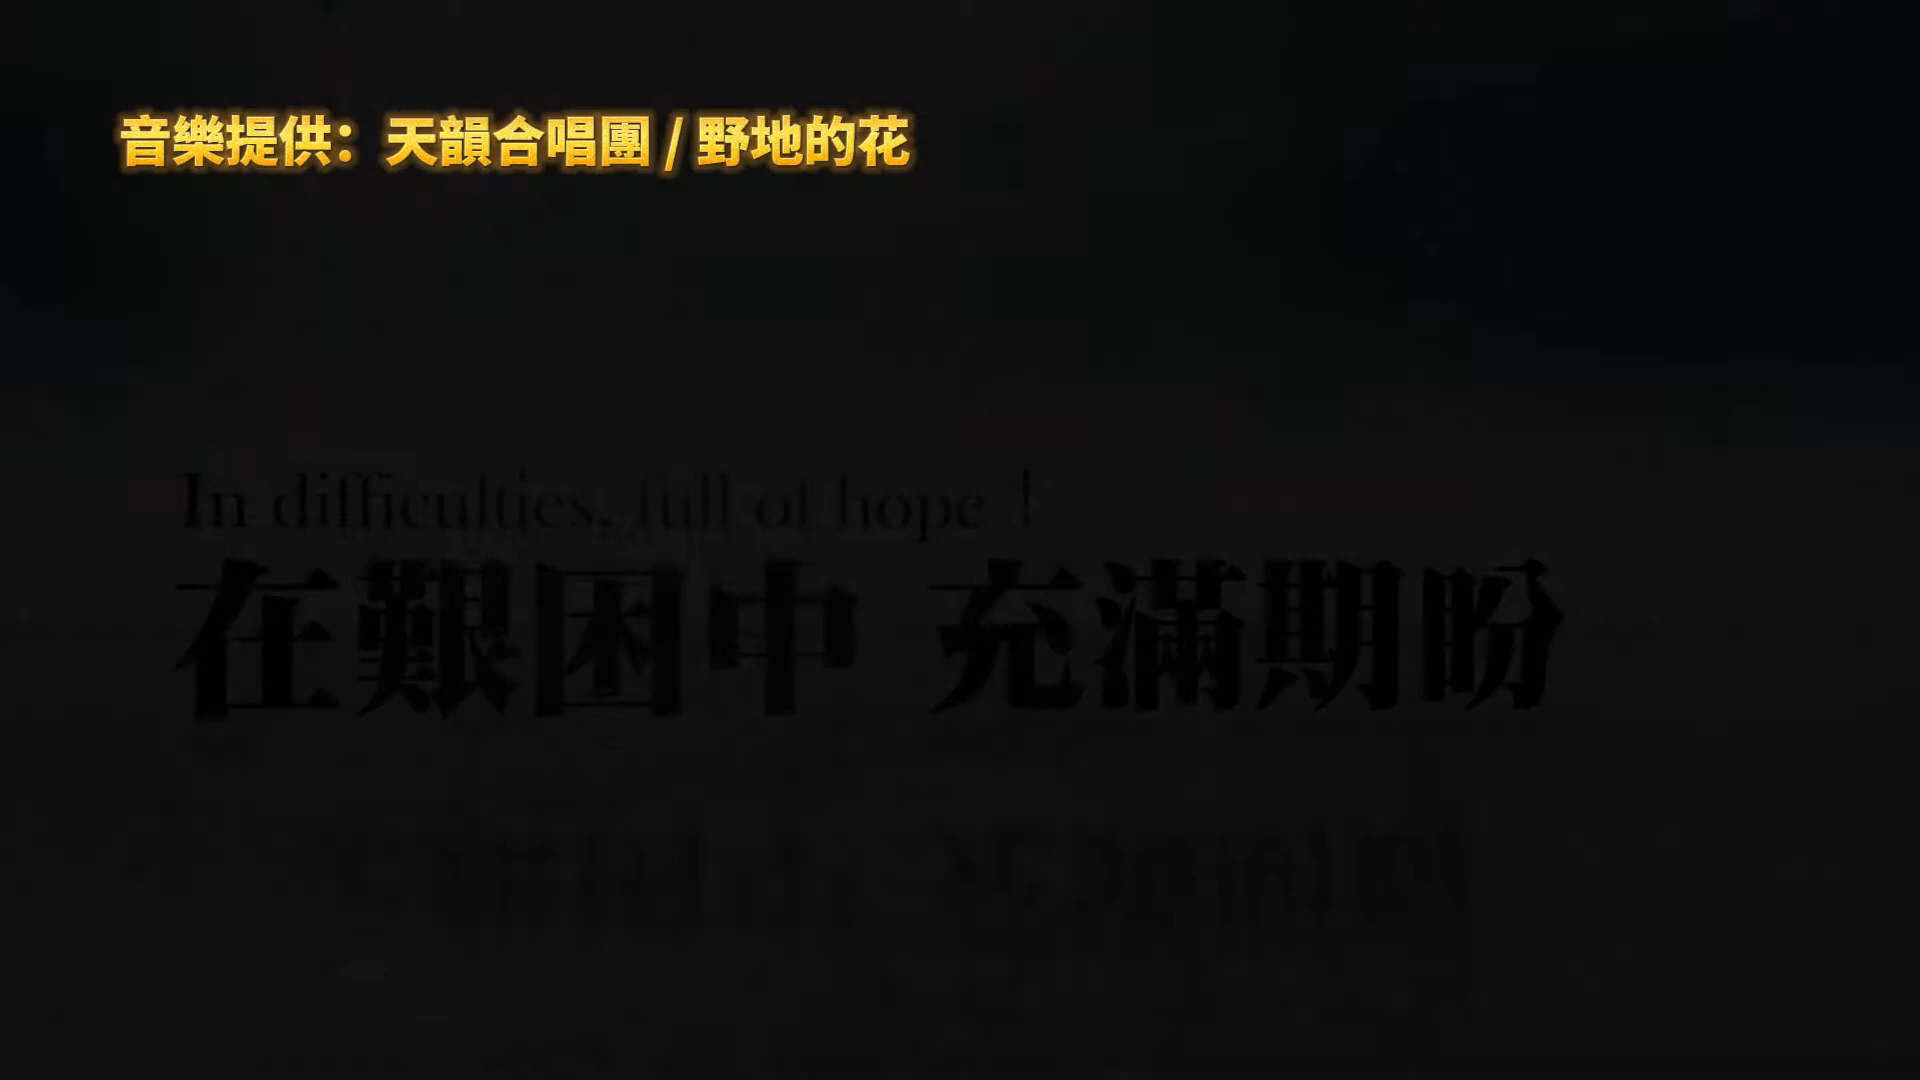 音樂提供：天韻合唱團 / 野地的花
In difficulties, full of hope！
在艱困中 充滿期盼